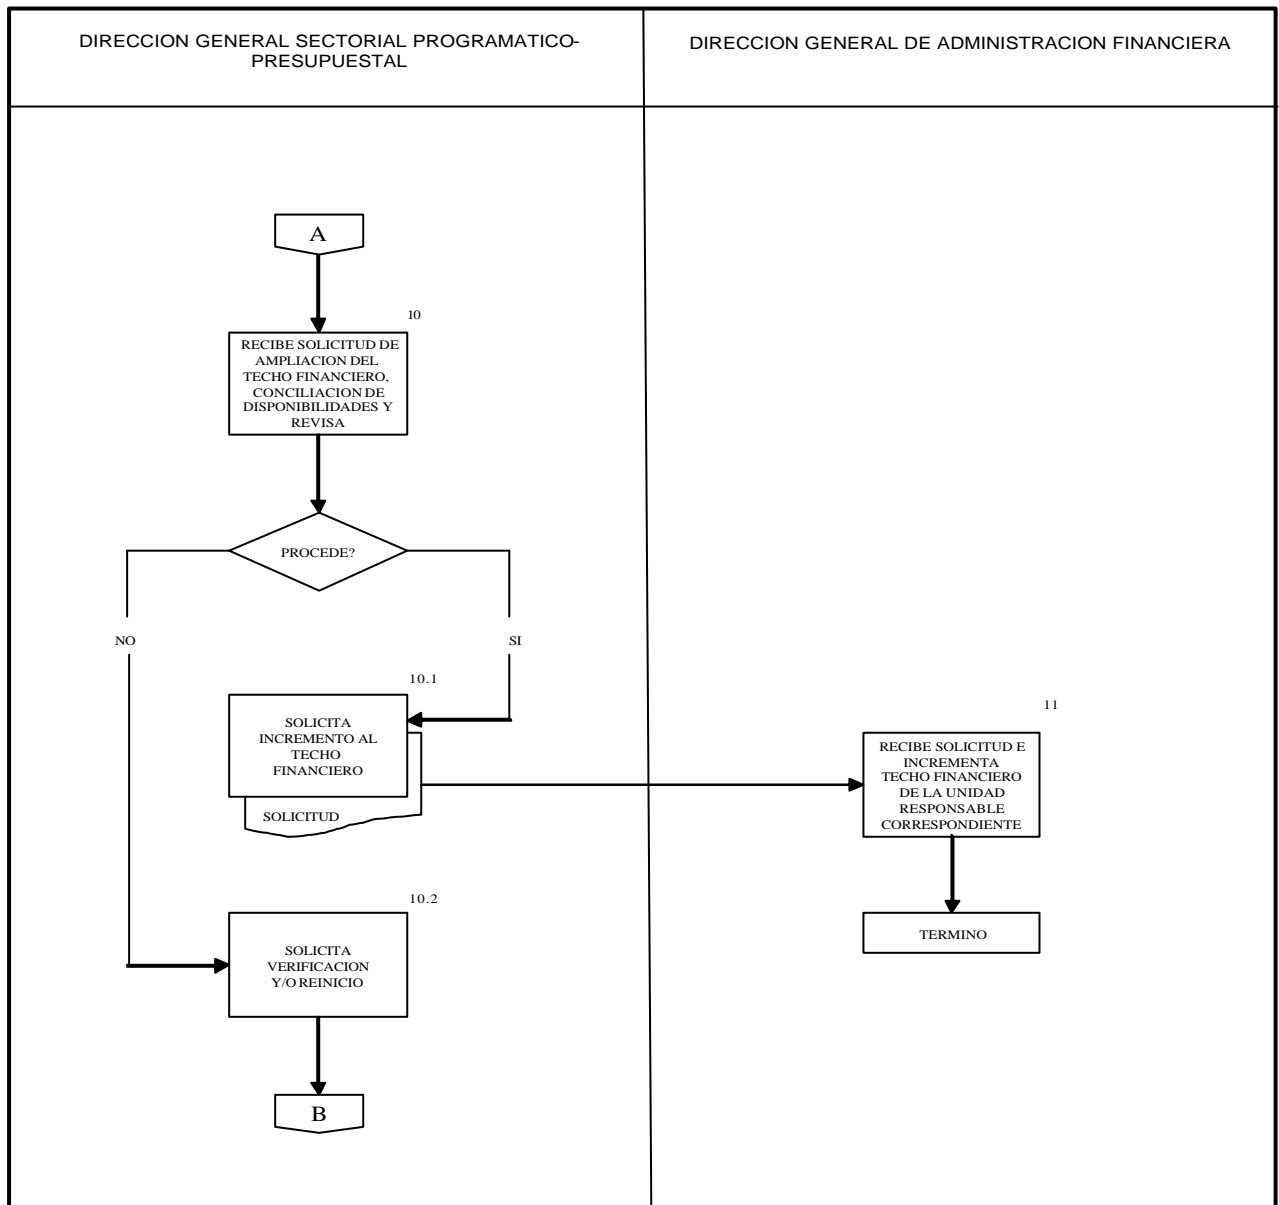 DIRECCION GENERAL SECTORIAL PROGRAMATICO-
PRESUPUESTAL
DIRECCION GENERAL DE ADMINISTRACION FINANCIERA
A
10
RECIBE SOLICITUD DE
AMPLIACION DEL
TECHO FINANCIERO,
CONCILIACION DE
DISPONIBILIDADES Y
REVISA
PROCEDE?
NO
SI
10.1
SOLICITA
INCREMENTO AL
TECHO
FINANCIERO
SOLICITUD
11
RECIBE SOLICITUD E
INCREMENTA
TECHO FINANCIERO
DE LA UNIDAD
RESPONSABLE
CORRESPONDIENTE
10.2
SOLICITA
VERIFICACION
Y/O REINICIO
TERMINO
B